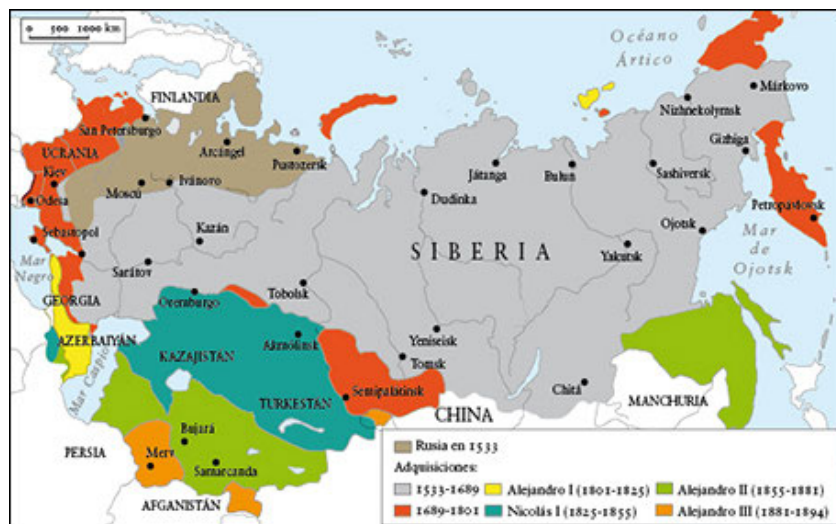 0 500 1000 km
Océano
Ártico
FINLANDIA
San Petersburgo
Márkovo
Nizhnekolymsk
Gizhiga
UCRANIA
Kiev
Arcángel
Pustozersk
Moscú
Ivánovo
Odesa
Játanga
Bulun
Sashiversk
Dudinka
Petropavlovsk
Sebastopol
Kazán
SIBERIA
Ojotsk
Yakutsk
Mar
de
Ojotsk
Mar
Negro
Sarátov
GEORGIA
Orenburgo
Tobolsk
AZERBAIYÁN
Mar Caspio
KAZAJISTÁN
Akmolinsk
Yeniseisk
Tomsk
TURKESTÁN
Semipalatinsk
Chitá
CHINA
MANCHURIA
PERSIA
Bujará
Merv
Samarcanda
AFGANISTÁN
Rusia en 1533
Adquisiciones:
1533-1689
Alejandro I (1801-1825)
Alejandro II (1855-1881)
1689-1801
Nicolás I (1825-1855)
Alejandro III (1881-1894)